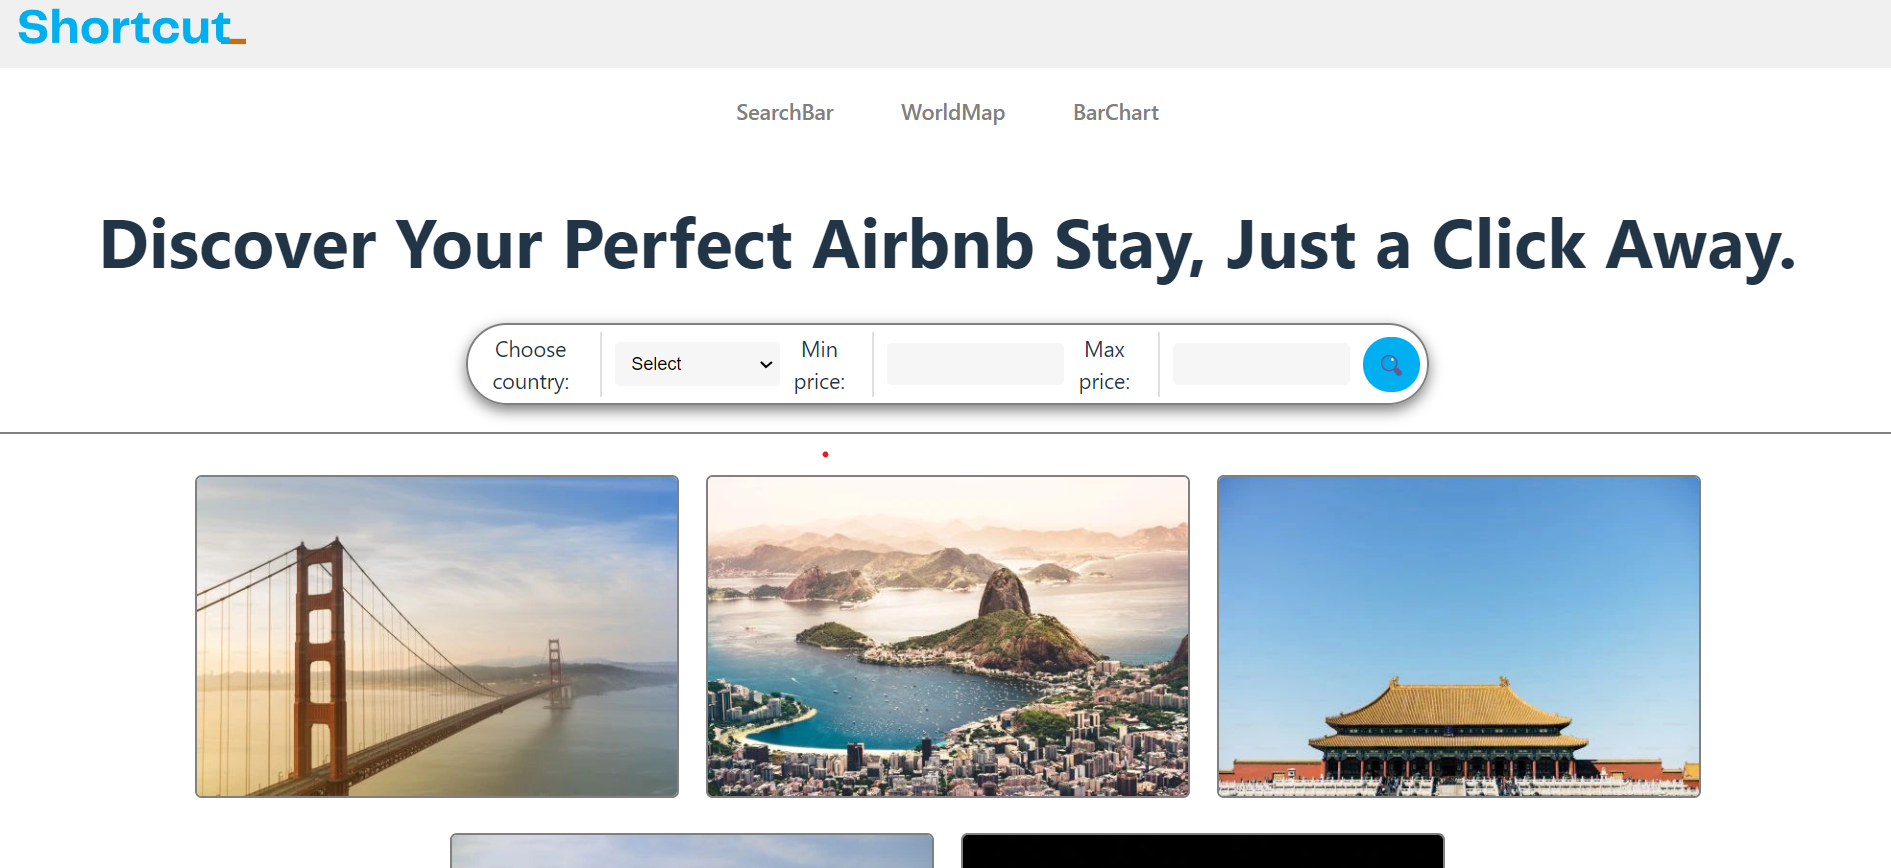 Shortcut_
SearchBar WorldMap BarChart
Discover Your Perfect Airbnb Stay, Just a Click Away.
Choose
country:
Select
Min
price:
Max
price: